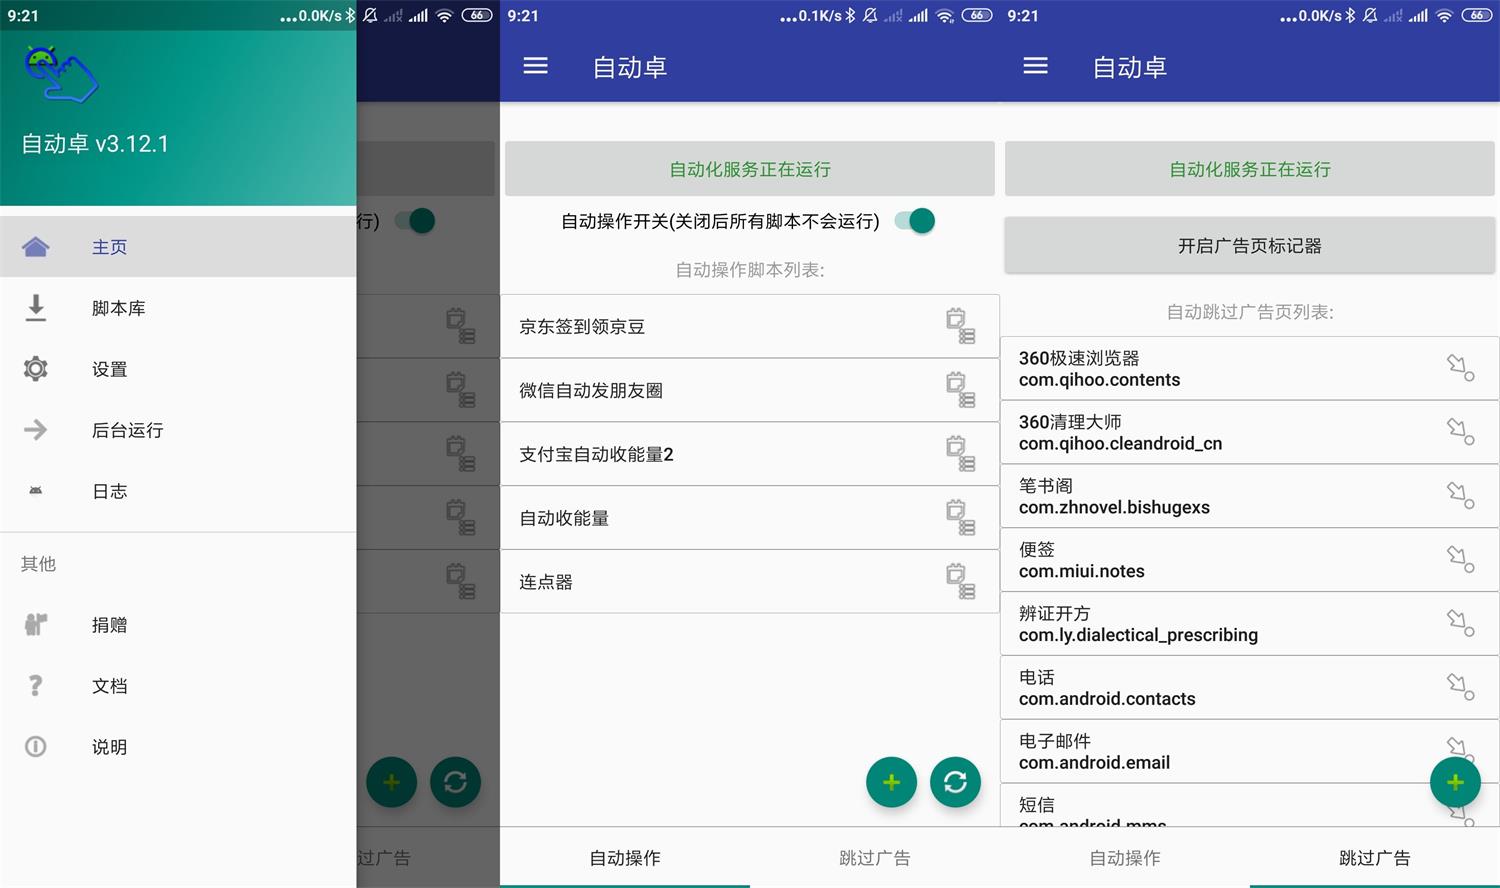 9:21
...0.0K/s
66
自动卓 v3.12.1
主页
脚本库
设置
后台运行
日志
其他
捐赠
文档
说明
行)
过广告
9:21
...0.1K/s
66
自动卓
自动化服务正在运行
自动操作开关(关闭后所有脚本不会运行)
自动操作脚本列表:
京东签到领京豆
微信自动发朋友圈
支付宝自动收能量2
自动收能量
连点器
自动操作
跳过广告
9:21
...0.0K/s
66
自动卓
自动化服务正在运行
开启广告页标记器
自动跳过广告页列表:
360极速浏览器
com.qihoo.contents
360清理大师
com.qihoo.cleandroid_cn
笔书阁
com.zhnovel.bishugexs
便签
com.miui.notes
辨证开方
com.ly.dialectical_prescribing
电话
com.android.contacts
电子邮件
com.android.email
短信
com.android.mms
自动操作
跳过广告